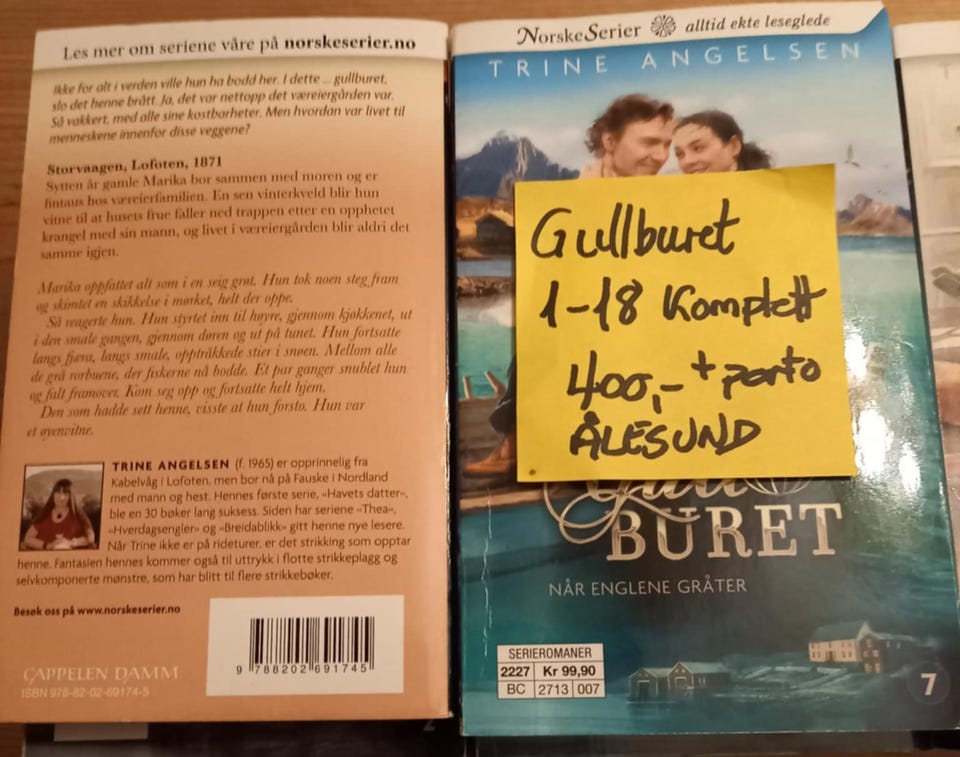 Les mer om seriene våre på norskeserier.no
Ikke for alt i verden ville hun ha bodd her. I dette ... gullburet,
slo det henne brått. Ja, det var nettopp det væreiergården var.
Så vakkert, med alle sine kostbarheter. Men hvordan var livet til
menneskene innenfor disse veggene?
Storvaagen, Lofoten, 1871
Sytten år gamle Marika bor sammen med moren og er
fintaus hos væreierfamilien. En sen vinterkveld blir hun
vitne til at husets frue faller ned trappen etter en opphetet
krangel med sin mann, og livet i væreiergården blir aldri det
samme igjen.
Marika oppfattet alt som i en seig grøt. Hun tok noen steg fram
og skimtet en skikkelse i mørket, helt der oppe.
Så reagerte hun. Hun styrtet inn til høyre, gjennom kjøkkenet, ut
i den smale gangen, gjennom døren og ut på tunet. Hun fortsatte
langs fjæra, langs smale, opptråkkede stier i snøen. Mellom alle
de grå rorbuene, der fiskerne nå bodde. Et par ganger snublet hun
og falt framover. Kom seg opp og fortsatte helt hjem.
Den som hadde sett henne, visste at hun forsto. Hun var
et øyenvitne.
TRINE ANGELSEN (f. 1965) er opprinnelig fra
Kabelvåg i Lofoten, men bor nå på Fauske i Nordland
med mann og hest. Hennes første serie, «Havets datter»,
ble en 30 bøker lang suksess. Siden har seriene «Thea»,
«Hverdagsengler» og «Breidablikk» gitt henne nye lesere.
Når Trine ikke er på rideturer, er det strikking som opptar
henne. Fantasien hennes kommer også til uttrykk i flotte strikkeplagg og
selvkomponerte mønstre, som har blitt til flere strikkebøker.
Besøk oss på www.norskeserier.no
CAPPELEN DAMM
ISBN 978-82-02-69174-5
9 788202 691745
NorskeSerier alltid ekte leseglede
TRINE ANGELSEN
Gullburet
1-18 Komplett
400,- + porto
ÅLESUND
Gull
BURET
NÅR ENGLENE GRÅTER
SERIEROMANER
2227 Kr 99,90
BC 2713 007
7